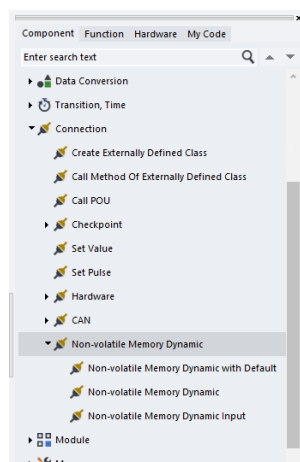 Component Function Hardware My Code
Enter search text
Data Conversion
Transition, Time
Connection
Create Externally Defined Class
Call Method Of Externally Defined Class
Call POU
Checkpoint
Set Value
Set Pulse
Hardware
CAN
Non-volatile Memory Dynamic
Non-volatile Memory Dynamic with Default
Non-volatile Memory Dynamic
Non-volatile Memory Dynamic Input
Module